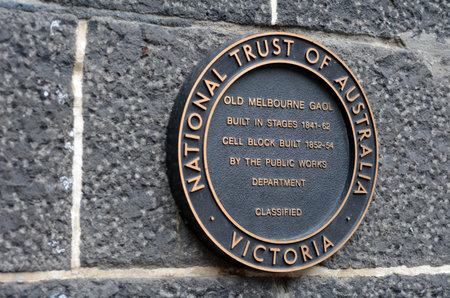 NATIONAL TRUST OF AUSTRALIA
OLD MELBOURNE GAOL
BUILT IN STAGES 1841-62
CELL BLOCK BUILT 1852-54
BY THE PUBLIC WORKS
DEPARTMENT
CLASSIFIED
· VICTORIA ·